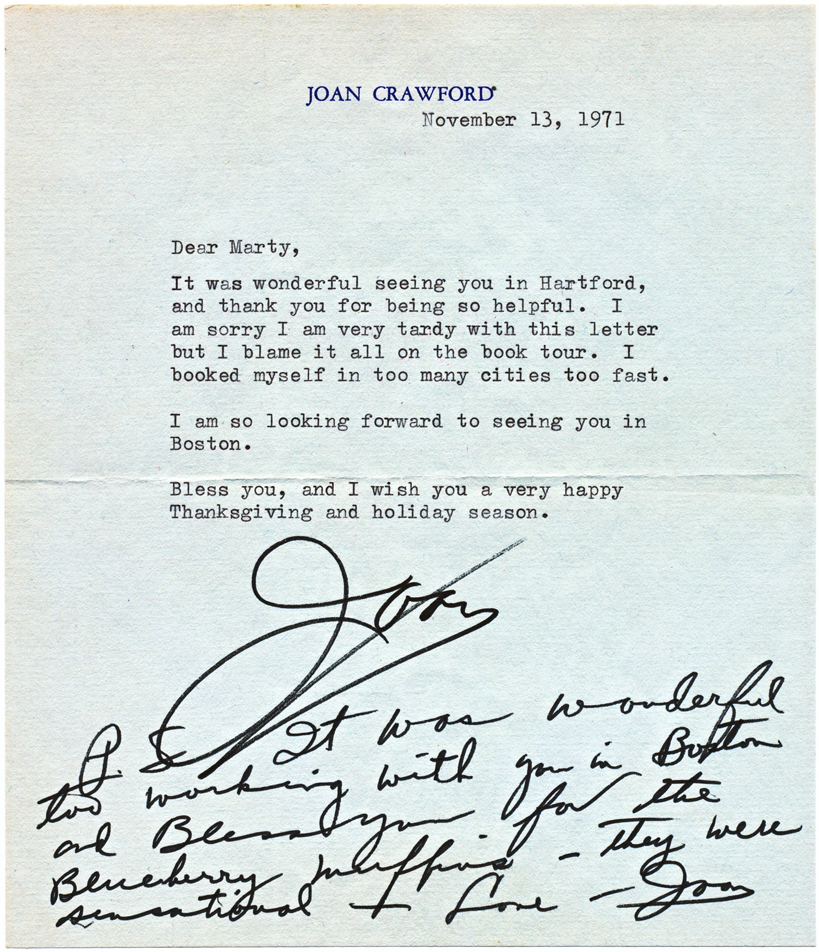 JOAN CRAWFORD
November 13, 1971
Dear Marty,
It was wonderful seeing you in Hartford,
and thank you for being so helpful. I
am sorry I am very tardy with this letter
but I blame it all on the book tour. I
booked myself in too many cities too fast.
I am so looking forward to seeing you in
Boston.
Bless you, and I wish you a very happy
Thanksgiving and holiday season.
Joan
P.S. It was wonderful
too working with you in Boston
and Bless you for the
Blueberry muffins - they were
sensational + Love - Joan